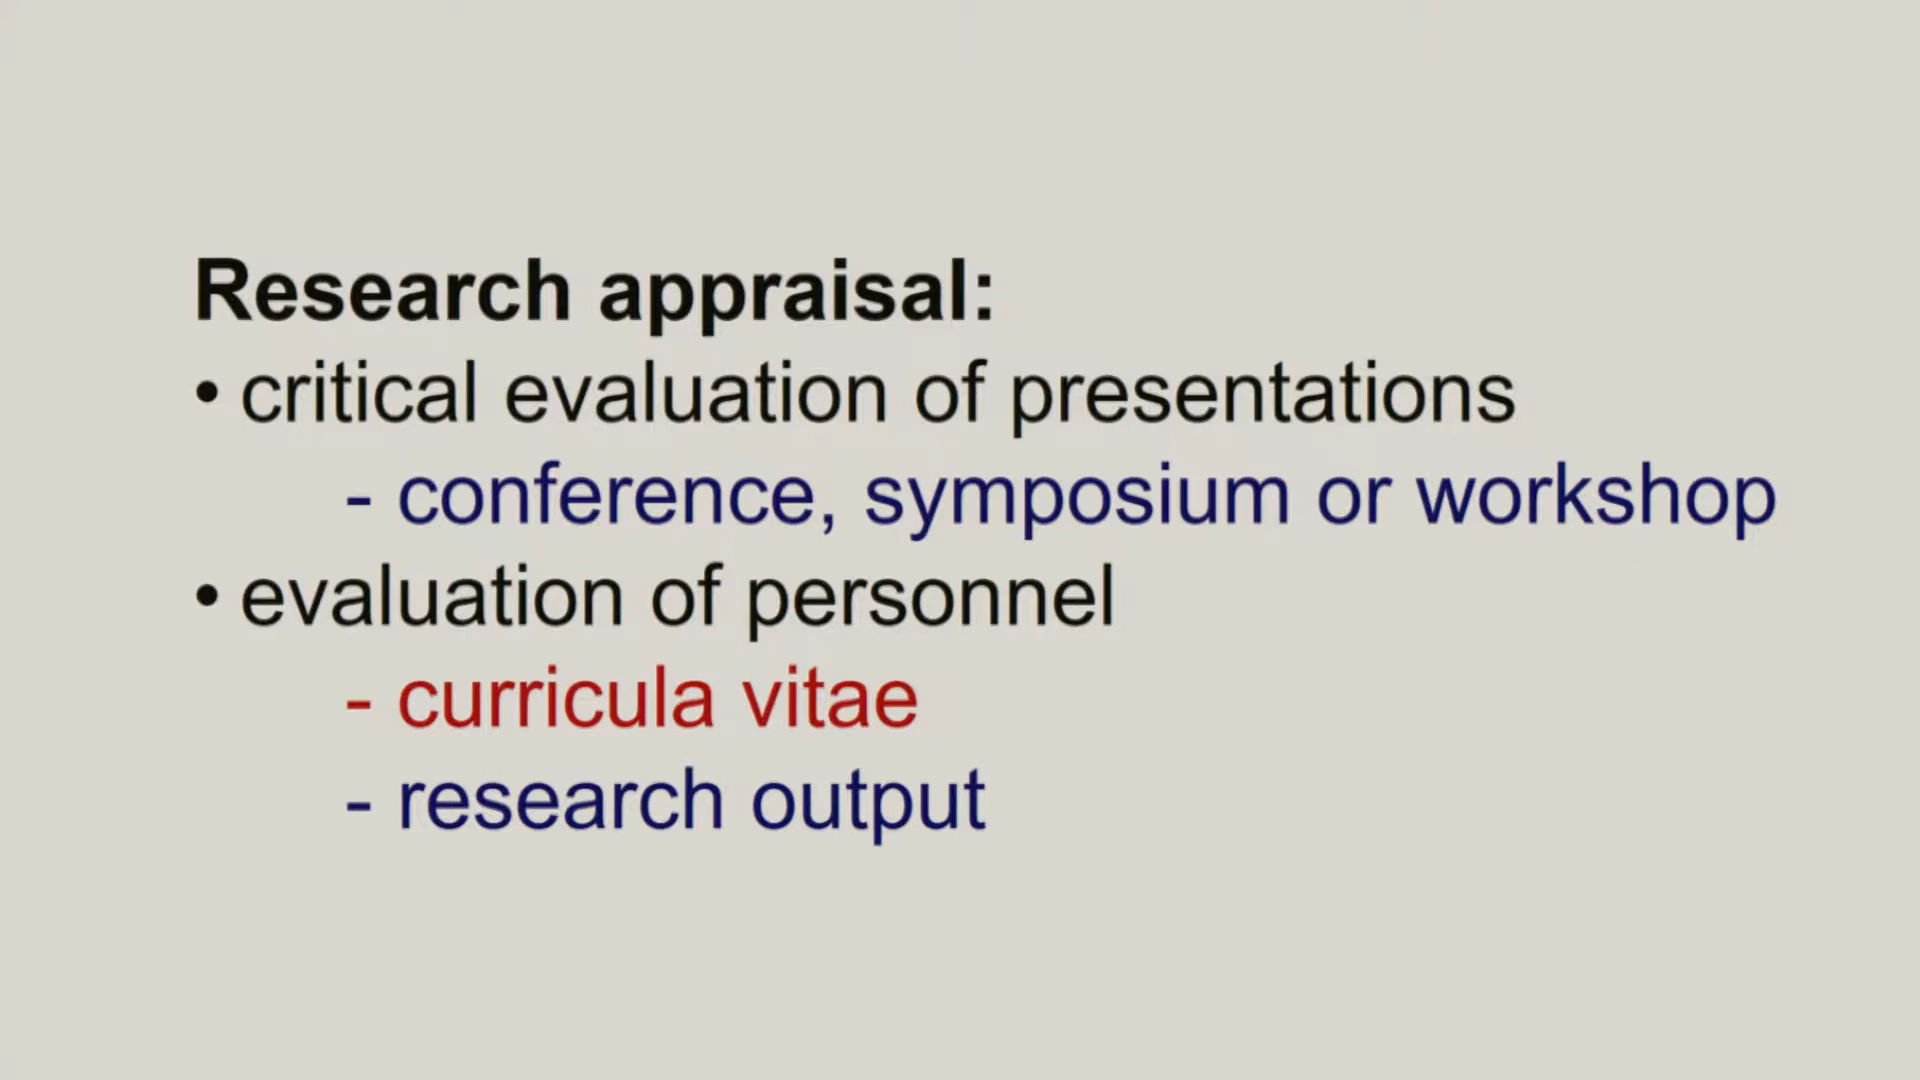 Research appraisal:
• critical evaluation of presentations
- conference, symposium or workshop
• evaluation of personnel
- curricula vitae
- research output